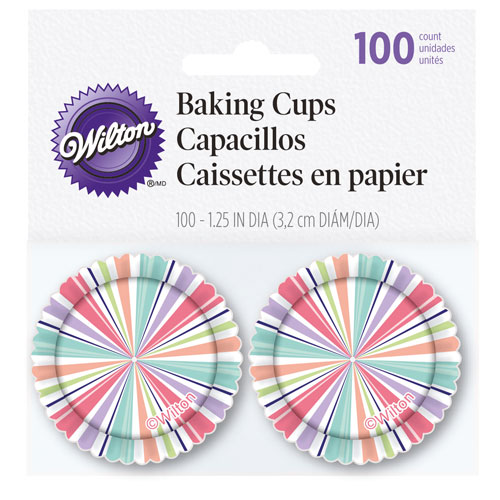 100 count
unidades
unités
Wilton
®/MD
Baking Cups
Capacillos
Caissettes en papier
100 - 1.25 IN DIA (3,2 cm DIÁM/DIA)
©Wilton
©Wilton